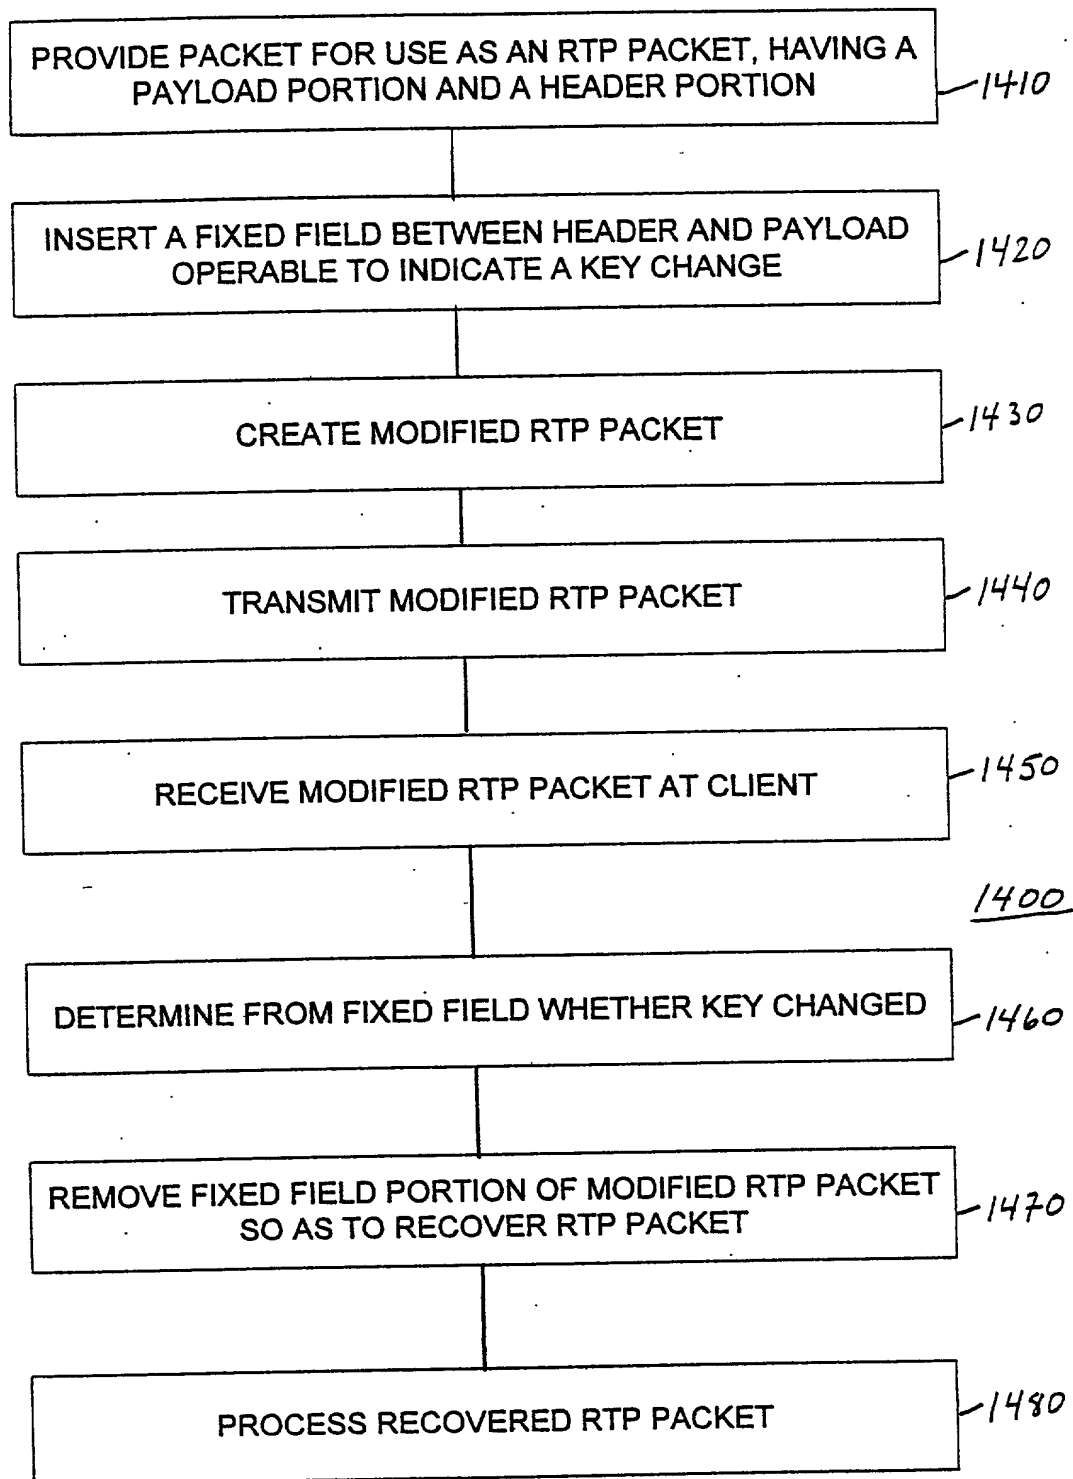 PROVIDE PACKET FOR USE AS AN RTP PACKET, HAVING A
PAYLOAD PORTION AND A HEADER PORTION
1410
INSERT A FIXED FIELD BETWEEN HEADER AND PAYLOAD
OPERABLE TO INDICATE A KEY CHANGE
1420
CREATE MODIFIED RTP PACKET
1430
TRANSMIT MODIFIED RTP PACKET
1440
RECEIVE MODIFIED RTP PACKET AT CLIENT
1450
1400
DETERMINE FROM FIXED FIELD WHETHER KEY CHANGED
1460
REMOVE FIXED FIELD PORTION OF MODIFIED RTP PACKET
SO AS TO RECOVER RTP PACKET
1470
PROCESS RECOVERED RTP PACKET
1480